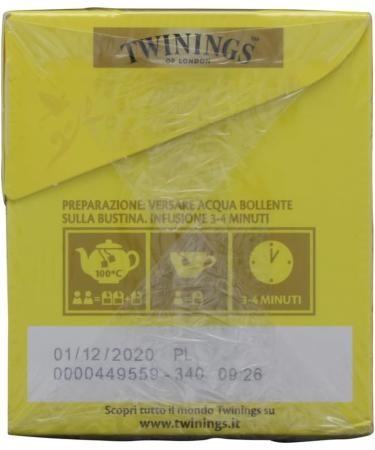 TWININGS
OF LONDON
PREPARAZIONE: VERSARE ACQUA BOLLENTE
SULLA BUSTINA. INFUSIONE 3-4 MINUTI
100°C
3-4 MINUTI
01/12/2020 PL
0000449559-340 09:26
Scopri tutto il mondo Twinings su
www.twinings.it